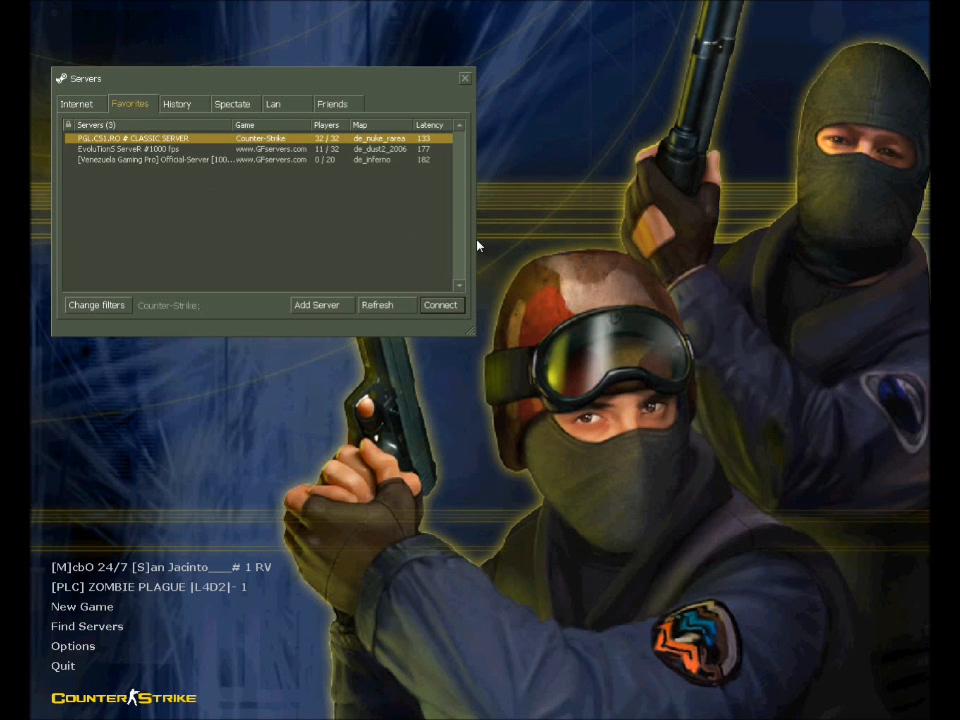 Servers
Internet Favorites History Spectate Lan Friends
Servers (3) Game Players Map Latency
PGL.CS1.RO # CLASSIC SERVER Counter-Strike 32 / 32 de_nuke_rarea 133
EvoluTionS ServeR #1000 fps www.GFservers.com 11 / 32 de_dust2_2006 177
[Venezuela Gaming Pro] Official-Server [100... www.GFservers.com 0 / 20 de_inferno 182
Change filters Counter-Strike; Add Server Refresh Connect
[M]cbO 24/7 [S]an Jacinto___# 1 RV
[PLC] ZOMBIE PLAGUE |L4D2|- 1
New Game
Find Servers
Options
Quit
COUNTER STRIKE